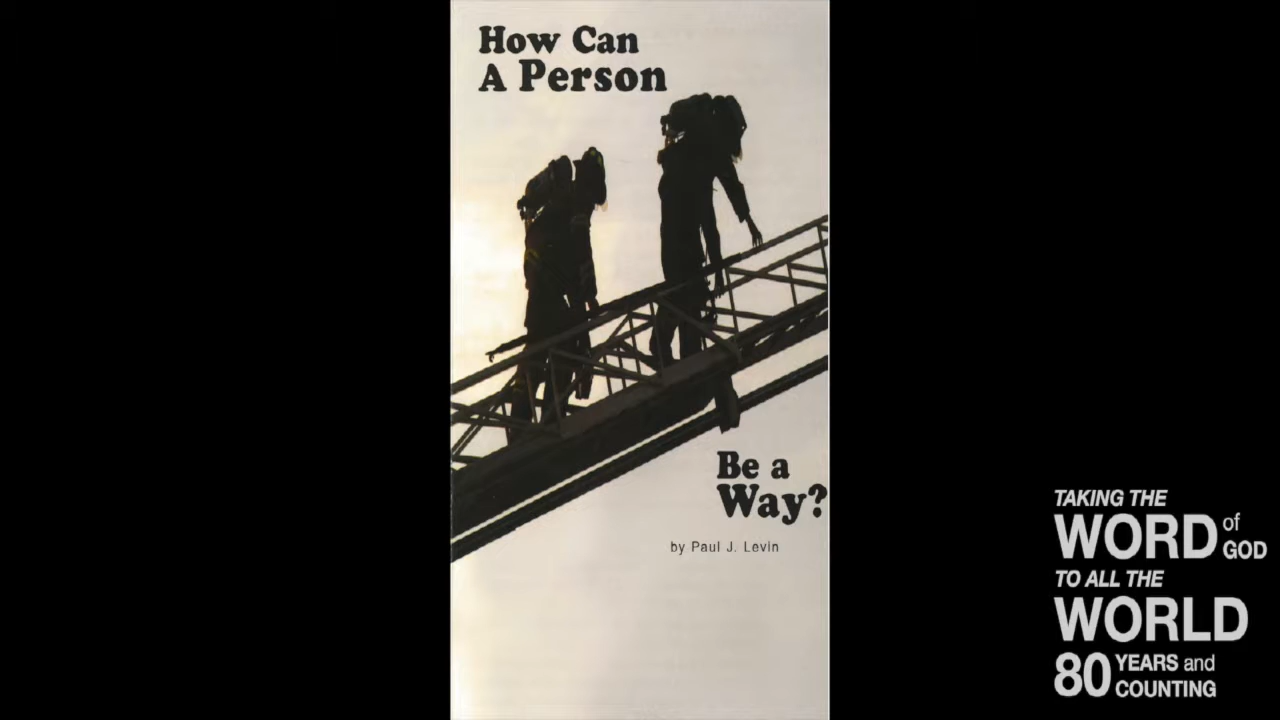 How Can
A Person
Be a
Way?
by Paul J. Levin
TAKING THE
WORD of
GOD
TO ALL THE
WORLD
80 YEARS and
COUNTING